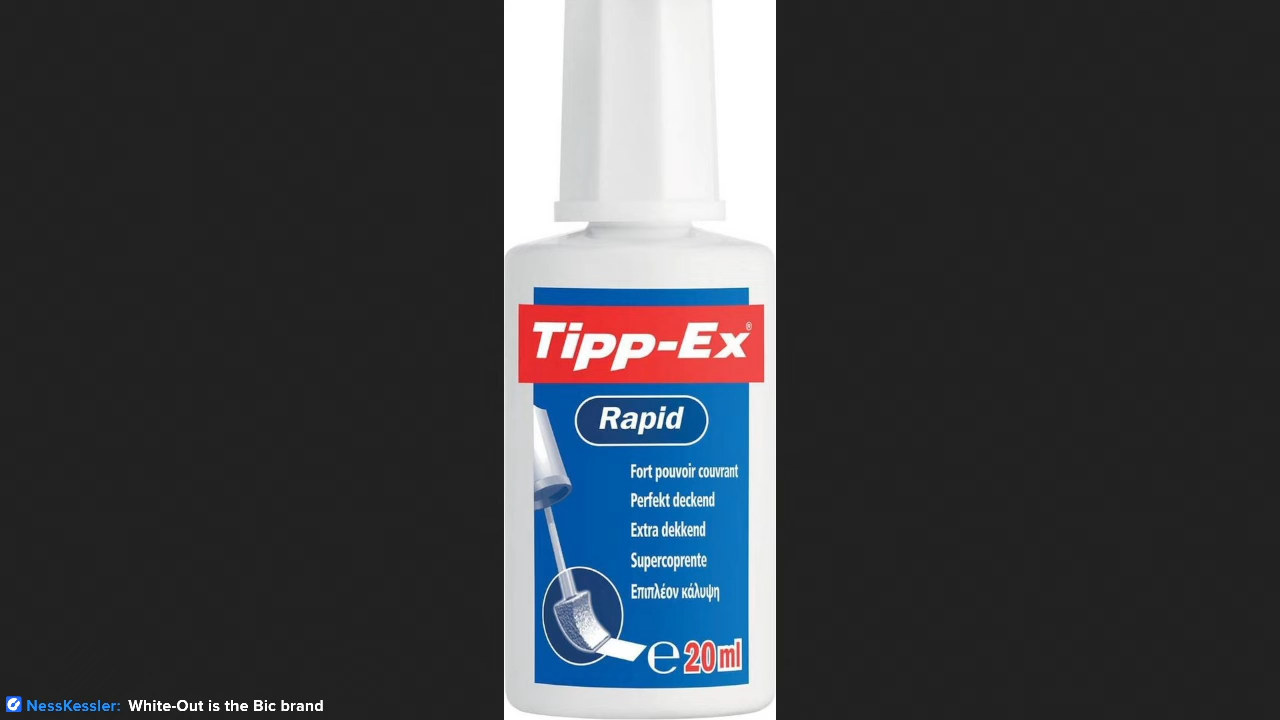 Tipp-Ex®
Rapid
Fort pouvoir couvrant
Perfekt deckend
Extra dekkend
Supercoprente
Επιπλέον κάλυψη
℮ 20ml
NessKessler: White-Out is the Bic brand